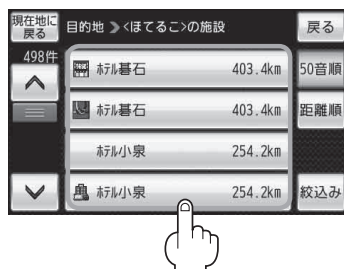 現在地に
戻る
目的地 》<ほてるこ>の施設
戻る
498件
ﾎﾃﾙ碁石 403.4km
50音順
ﾎﾃﾙ碁石 403.4km
距離順
ﾎﾃﾙ小泉 254.2km
ﾎﾃﾙ小泉 254.2km
絞込み